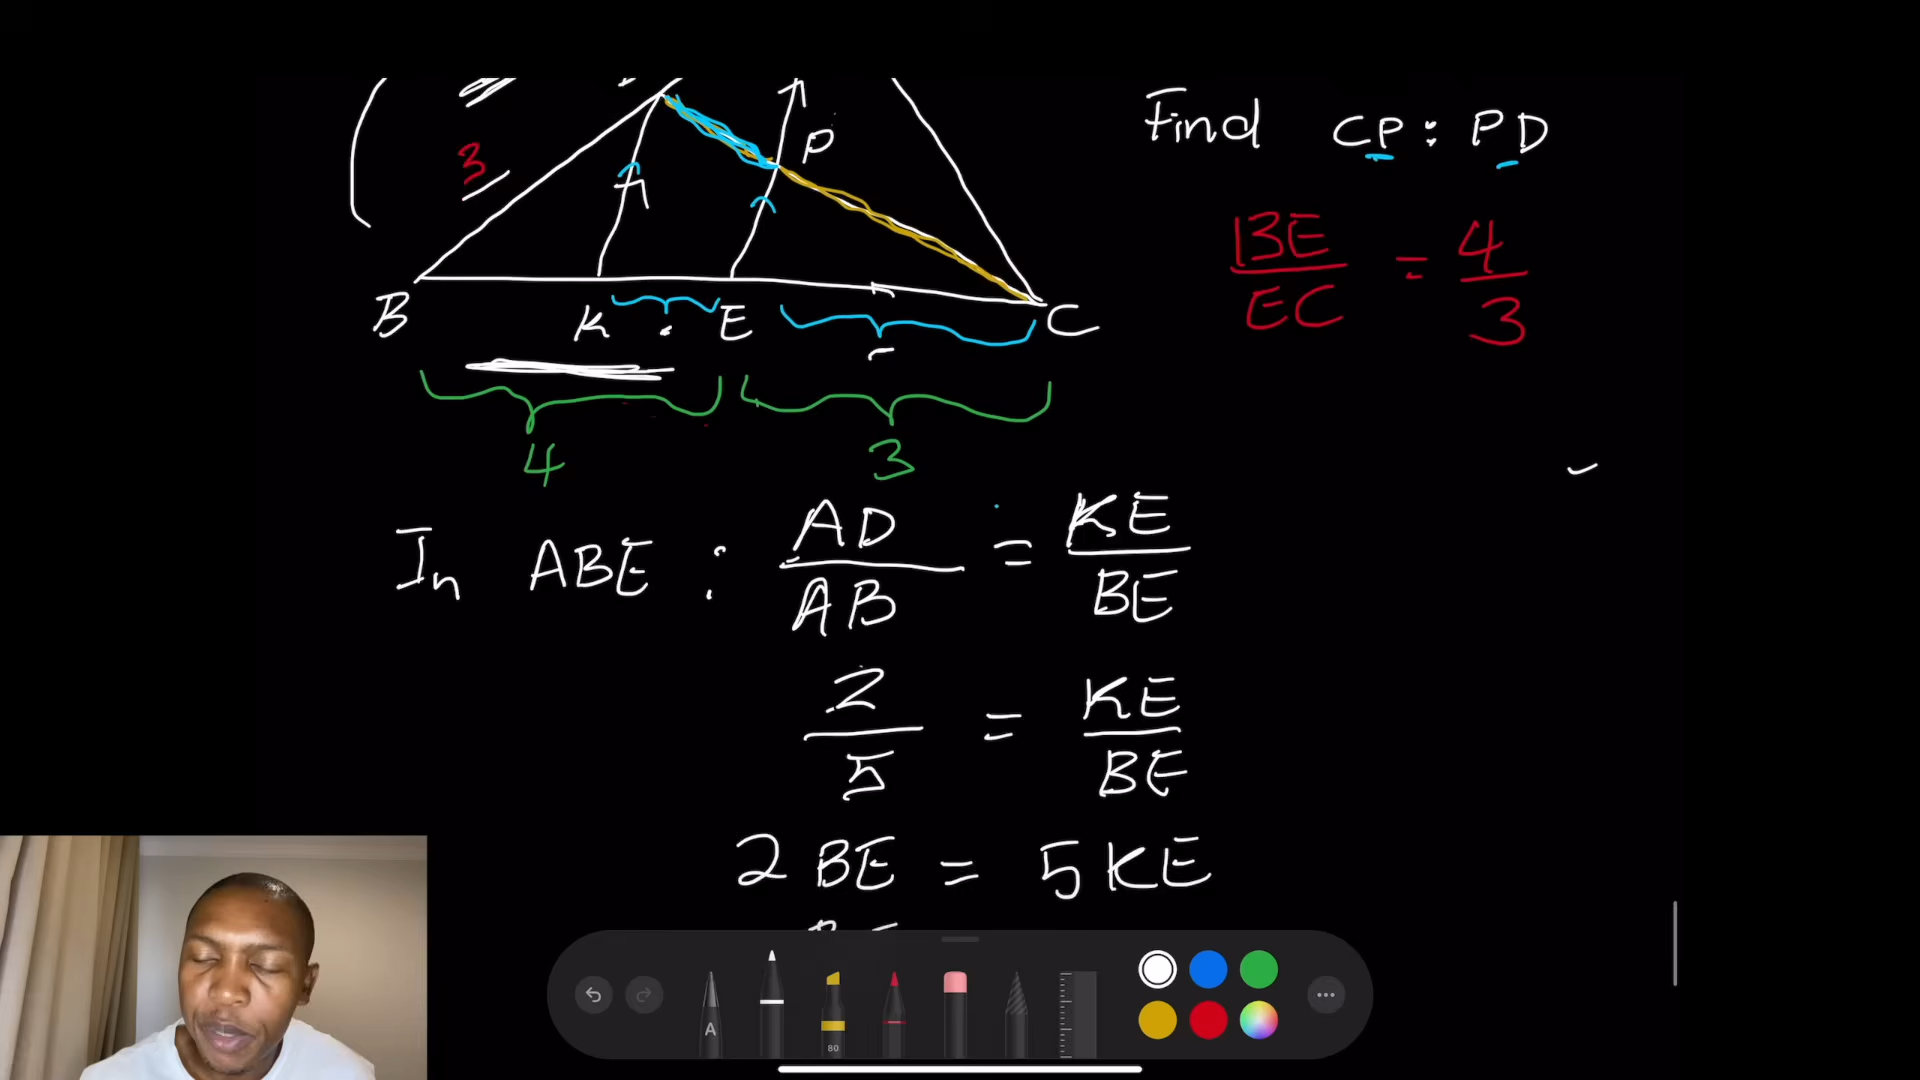 Find CP : PD
3
P
BE/EC = 4/3
B K E C
4 3
In ABE : AD/AB = KE/BE
2/5 = KE/BE
2 BE = 5 KE
A
80